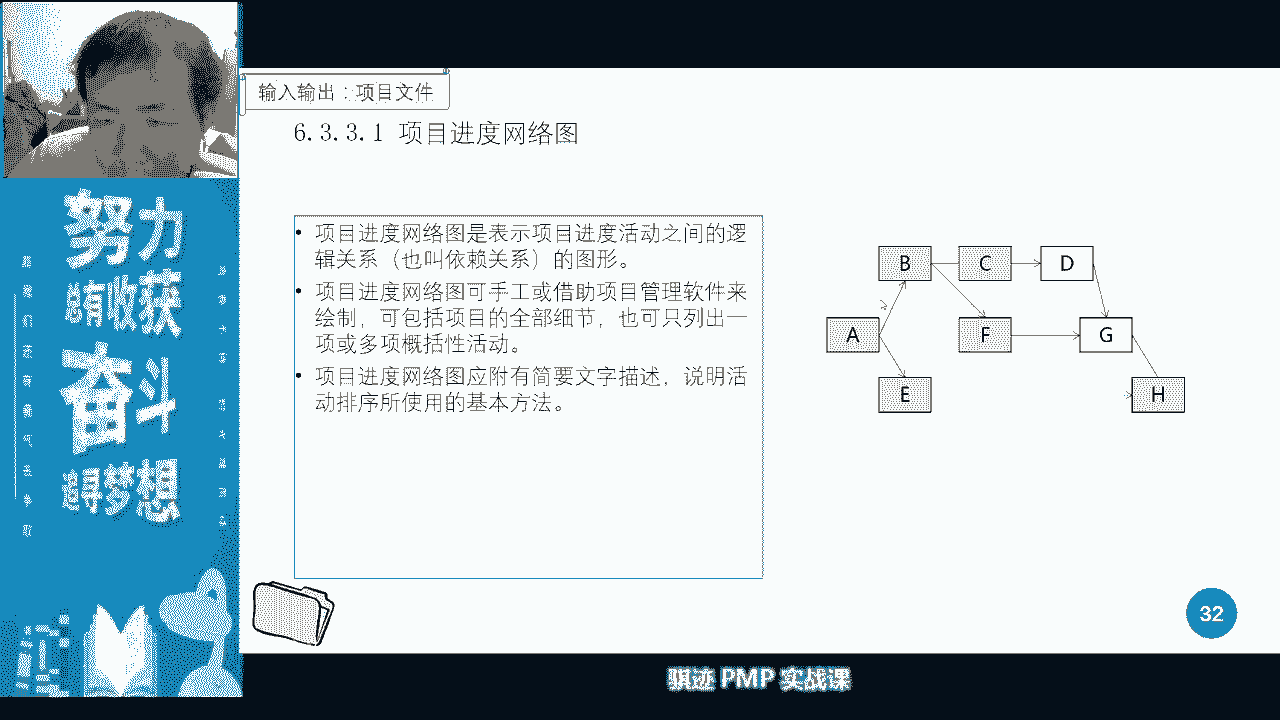 输入输出：项目文件
6.3.3.1 项目进度网络图
努力
总有收获
奋斗
追寻梦想
• 项目进度网络图是表示项目进度活动之间的逻
辑关系（也叫依赖关系）的图形。
• 项目进度网络图可手工或借助项目管理软件来
绘制，可包括项目的全部细节，也可只列出一
项或多项概括性活动。
• 项目进度网络图应附有简要文字描述，说明活
动排序所使用的基本方法。
B
C
D
A
F
G
E
H
32
骐迹 PMP 实战课